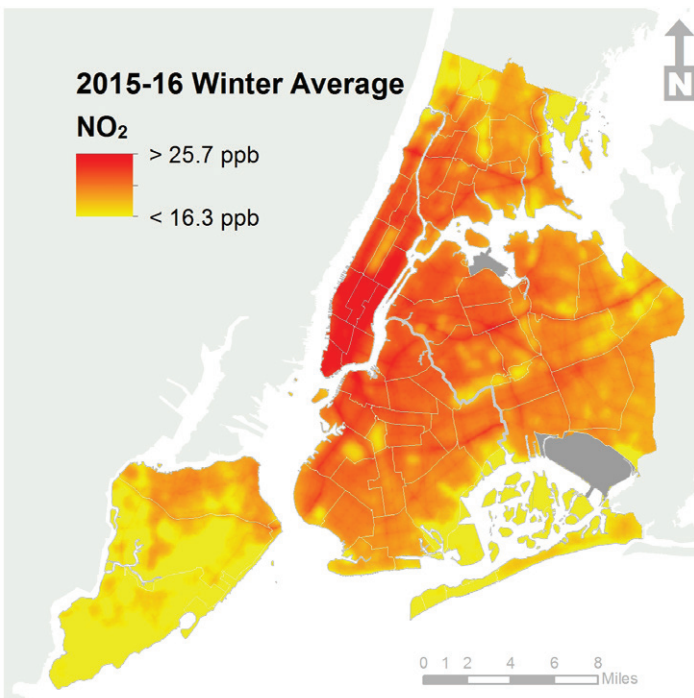 2015-16 Winter Average
NO₂
> 25.7 ppb
< 16.3 ppb
N
0 1 2 4 6 8
Miles